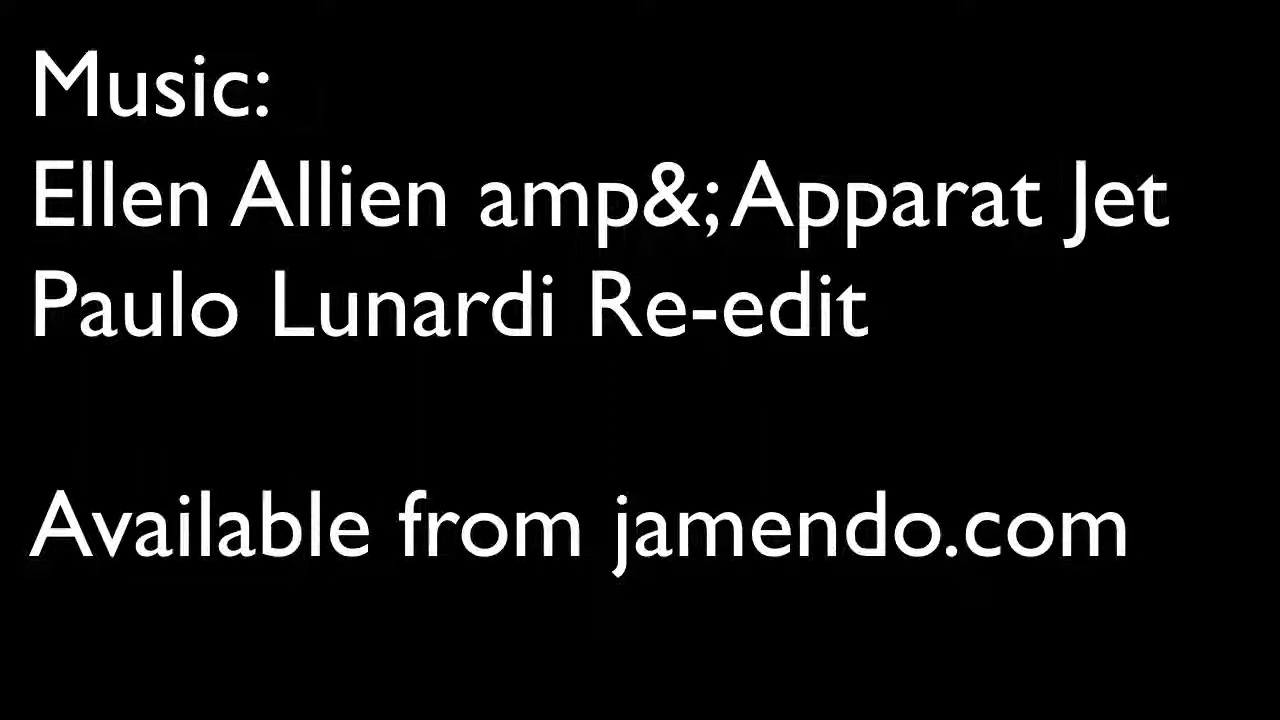 Music:
Ellen Allien amp&; Apparat Jet
Paulo Lunardi Re-edit
Available from jamendo.com